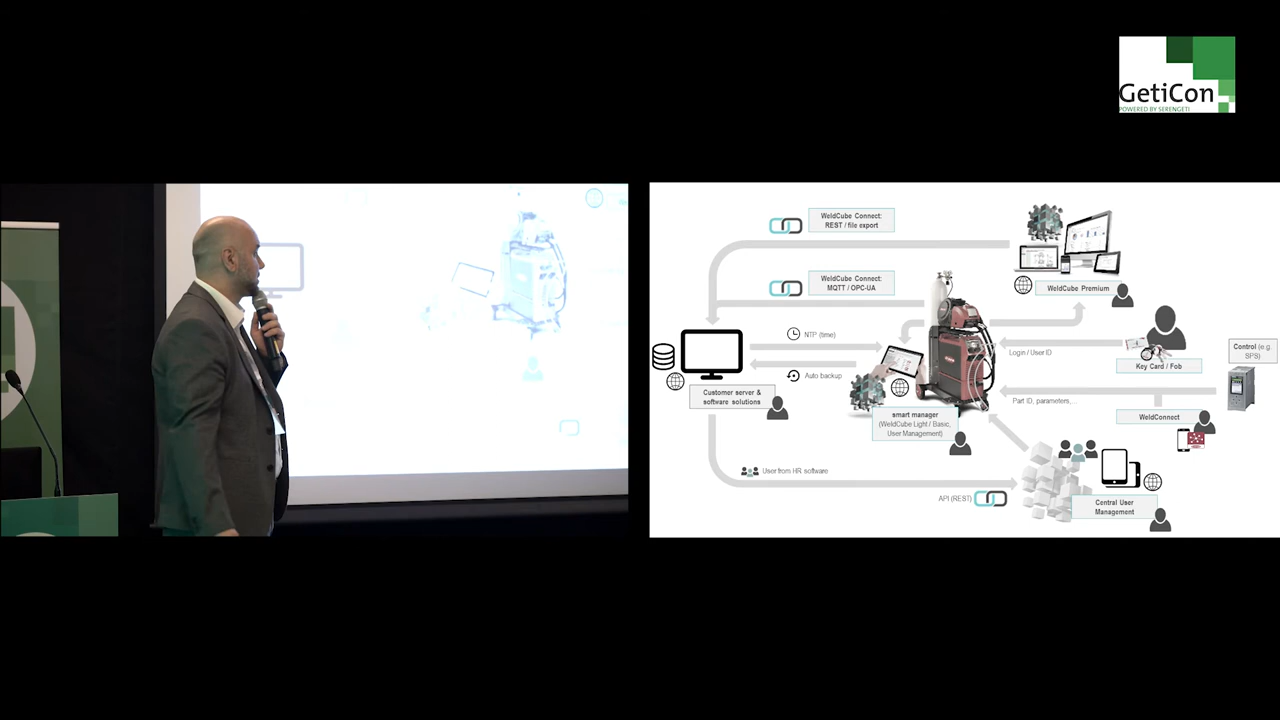 GetiCon
POWERED BY SERENGETI
WeldCube Connect:
REST / file export
WeldCube Connect:
MQTT / OPC-UA
WeldCube Premium
NTP (time)
Auto backup
Login / User ID
Key Card / Fob
Control (e.g.
SPS)
Customer server &
software solutions
Part ID, parameters,...
WeldConnect
smart manager
(WeldCube Light / Basic,
User Management)
User from HR software
API (REST)
Central User
Management